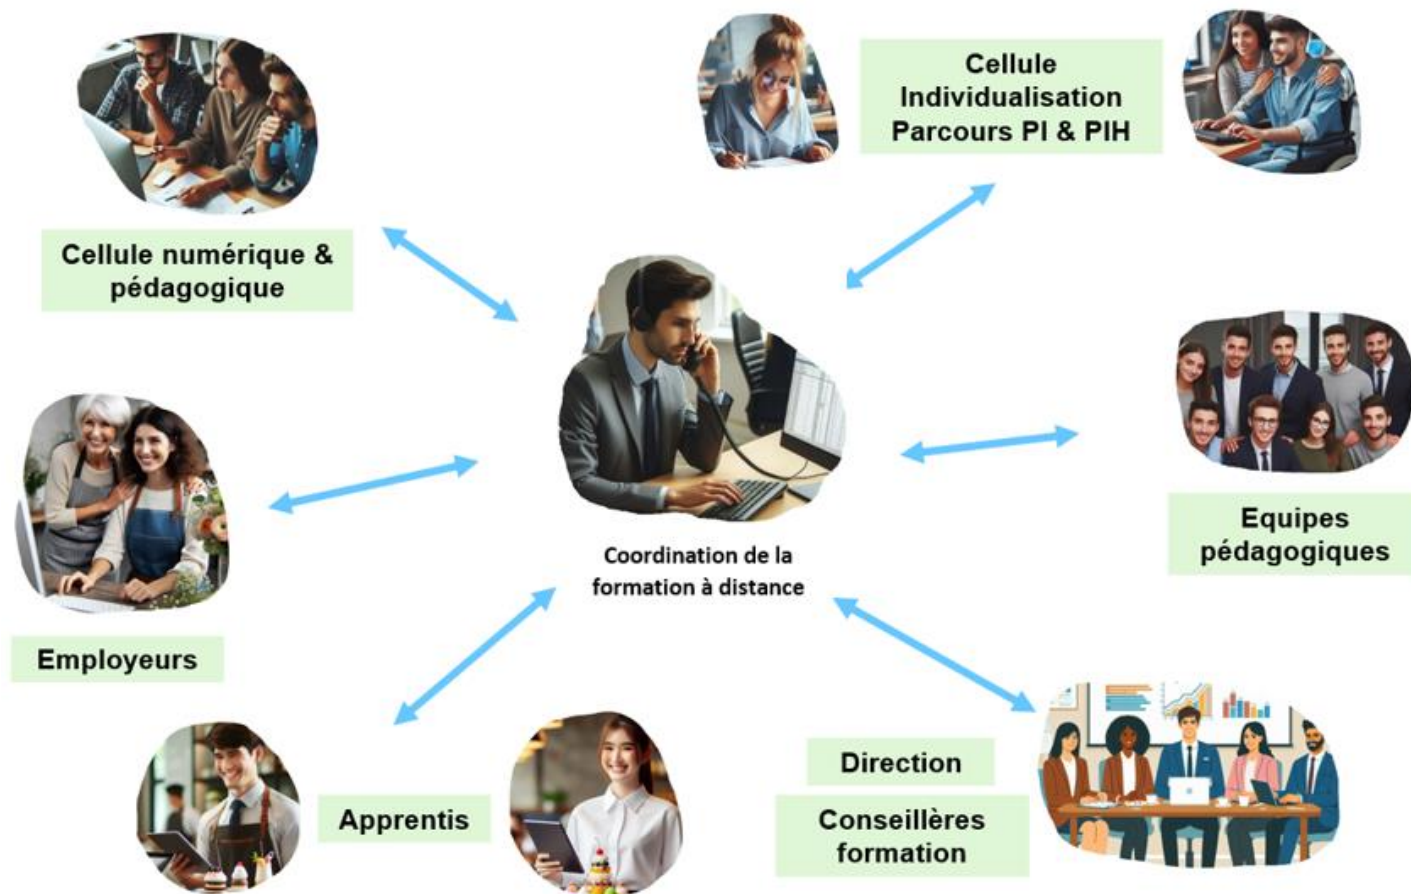 Cellule
Individualisation
Parcours PI & PIH
Cellule numérique &
pédagogique
Equipes
pédagogiques
Coordination de la
formation à distance
Employeurs
Direction
Apprentis
Conseillères
formation